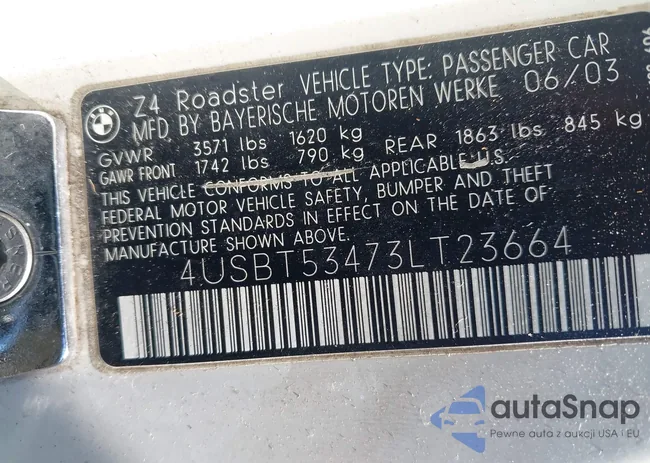 Z4 Roadster VEHICLE TYPE: PASSENGER CAR
MFD BY BAYERISCHE MOTOREN WERKE 06/03
GVWR 3571 lbs 1620 kg
GAWR FRONT 1742 lbs 790 kg REAR 1863 lbs 845 kg
THIS VEHICLE CONFORMS TO ALL APPLICABLE U.S.
FEDERAL MOTOR VEHICLE SAFETY, BUMPER AND THEFT
PREVENTION STANDARDS IN EFFECT ON THE DATE OF
MANUFACTURE SHOWN ABOVE.
4USBT53473LT23664
autaSnap
Pewne auta z aukcji USA i EU